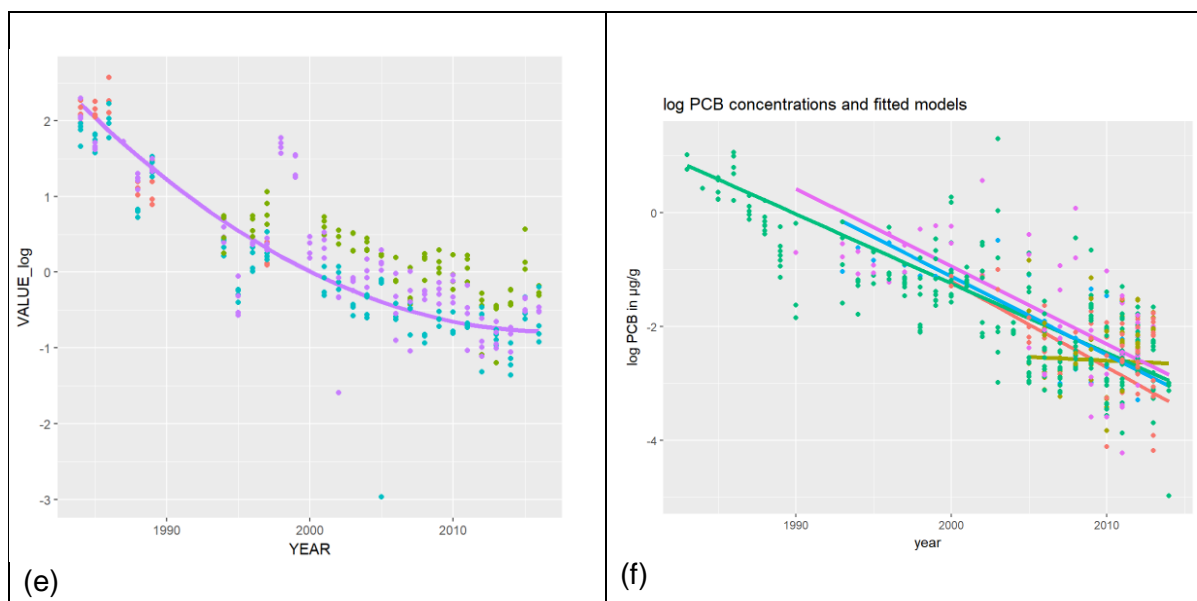 2
1
0
-1
-2
-3
VALUE_log
1990
2000
2010
YEAR
(e)
log PCB concentrations and fitted models
0
-2
-4
log PCB in µg/g
1990
2000
2010
year
(f)